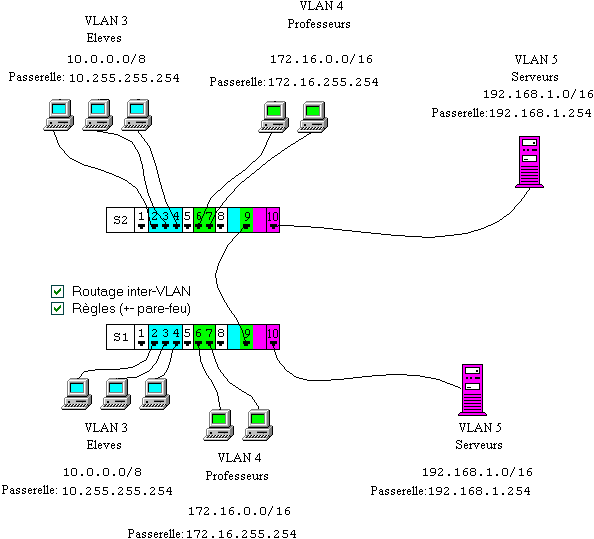 VLAN 3
Eleves
10.0.0.0/8
Passerelle: 10.255.255.254
VLAN 4
Professeurs
172.16.0.0/16
Passerelle: 172.16.255.254
VLAN 5
Serveurs
192.168.1.0/16
Passerelle:192.168.1.254
S2 1 2 3 4 5 6 7 8 9 10
Routage inter-VLAN
Règles (+- pare-feu)
S1 1 2 3 4 5 6 7 8 9 10
VLAN 3
Eleves
10.0.0.0/8
Passerelle: 10.255.255.254
VLAN 4
Professeurs
172.16.0.0/16
Passerelle:172.16.255.254
VLAN 5
Serveurs
192.168.1.0/16
Passerelle:192.168.1.254